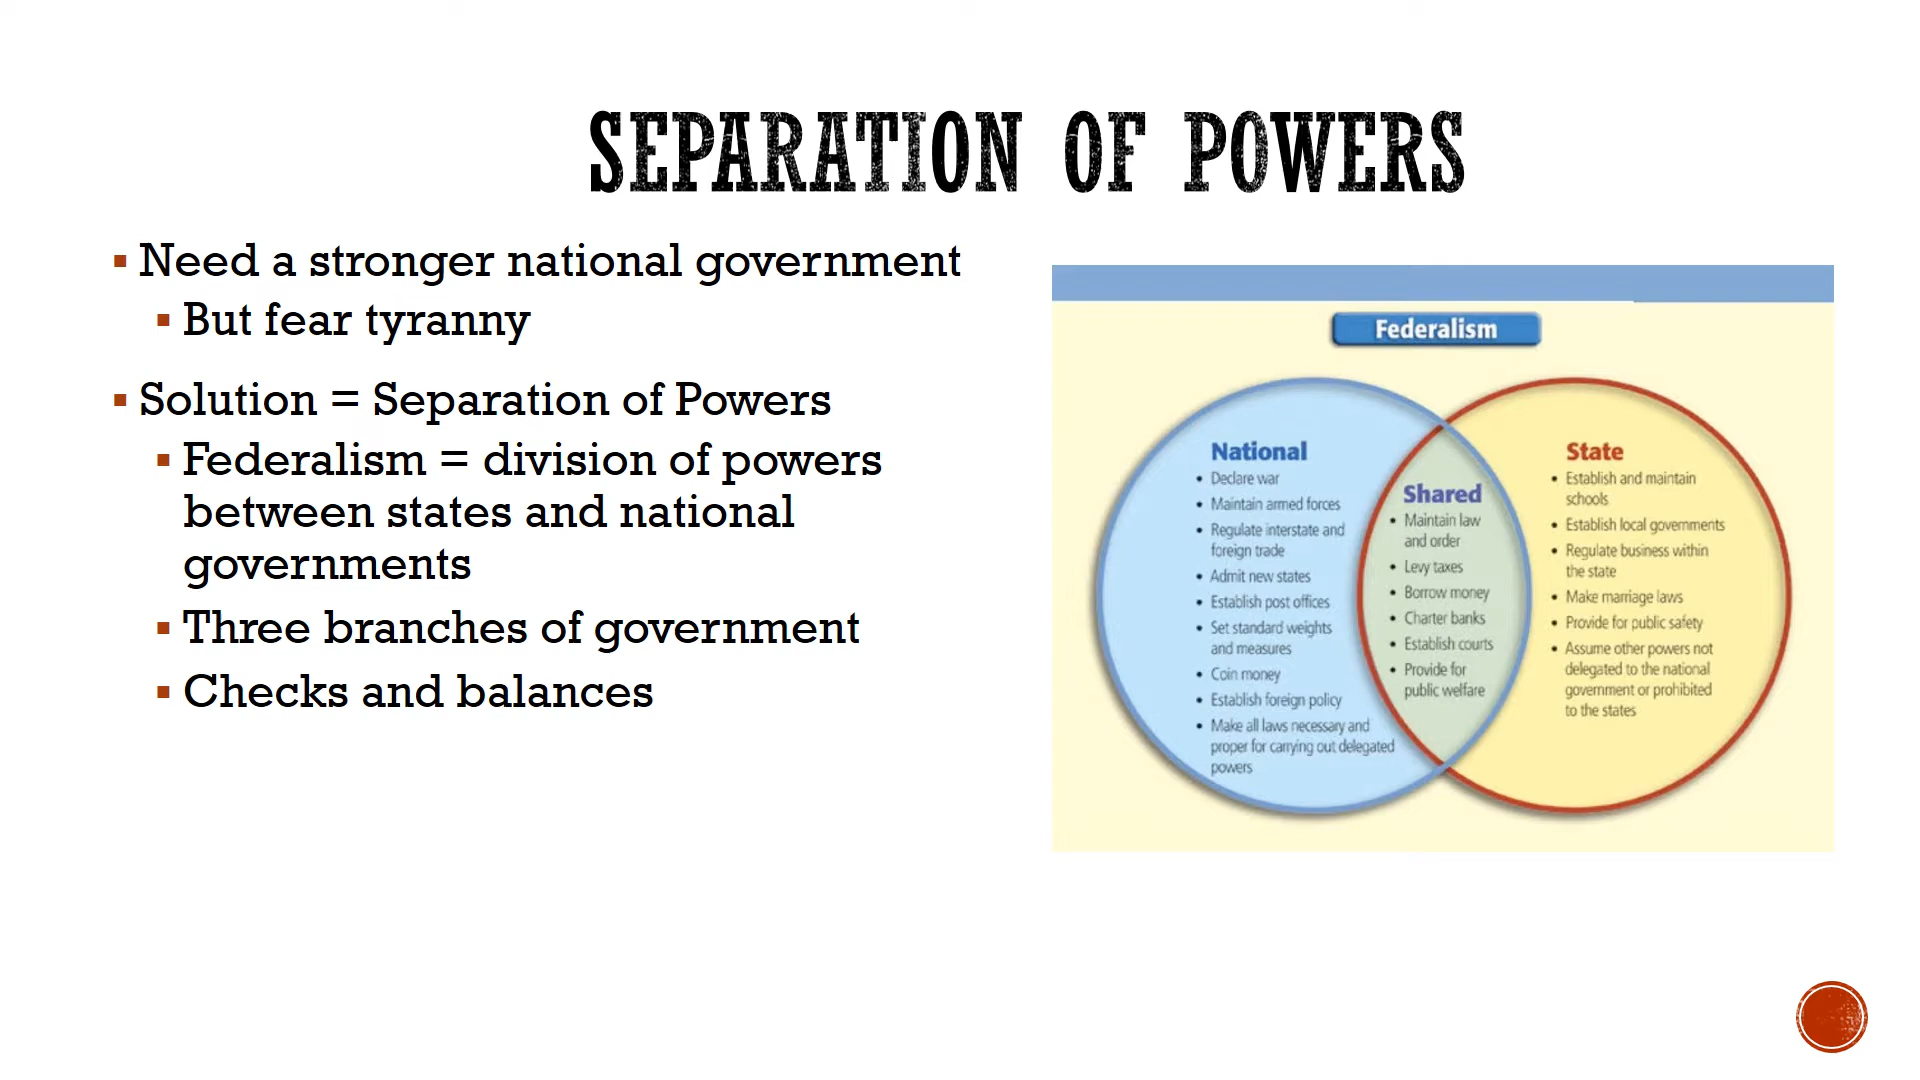 SEPARATION OF POWERS
▪ Need a stronger national government
▪ But fear tyranny
▪ Solution = Separation of Powers
▪ Federalism = division of powers
between states and national
governments
▪ Three branches of government
▪ Checks and balances
Federalism
National
• Declare war
• Maintain armed forces
• Regulate interstate and
foreign trade
• Admit new states
• Establish post offices
• Set standard weights
and measures
• Coin money
• Establish foreign policy
• Make all laws necessary and
proper for carrying out delegated
powers
Shared
• Maintain law
and order
• Levy taxes
• Borrow money
• Charter banks
• Establish courts
• Provide for
public welfare
State
• Establish and maintain
schools
• Establish local governments
• Regulate business within
the state
• Make marriage laws
• Provide for public safety
• Assume other powers not
delegated to the national
government or prohibited
to the states